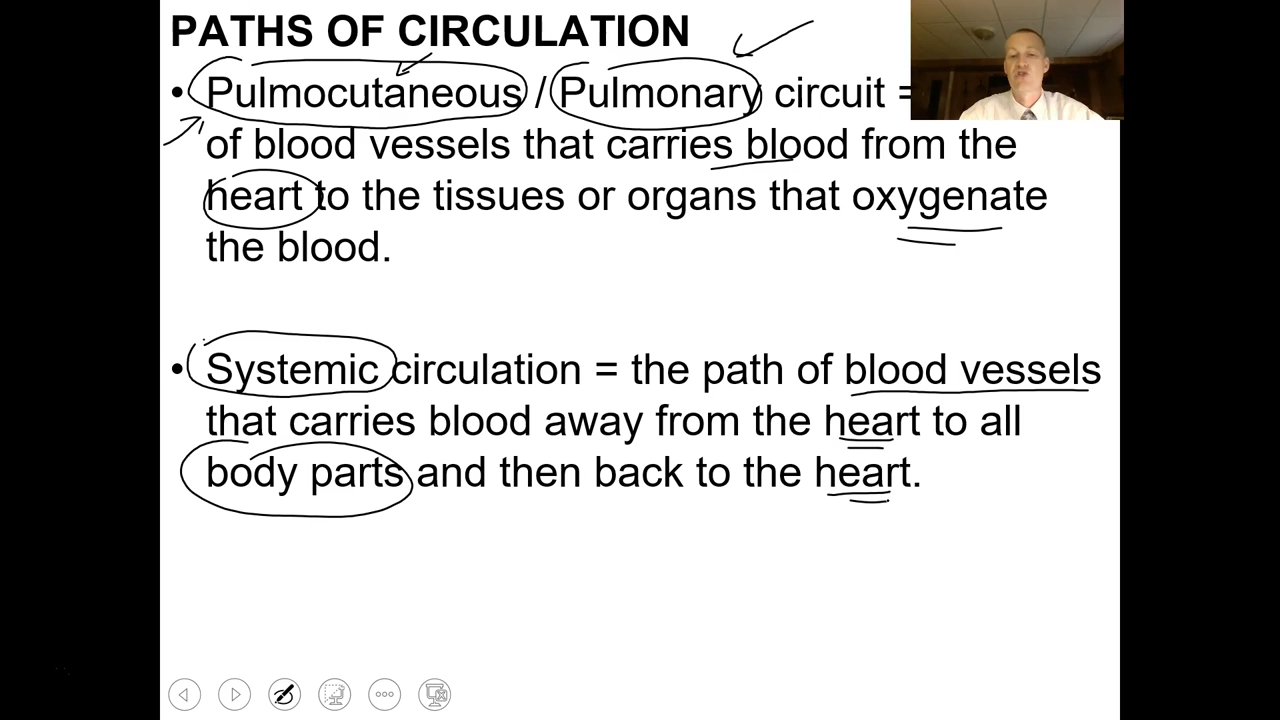 PATHS OF CIRCULATION
• Pulmocutaneous / Pulmonary circuit =
of blood vessels that carries blood from the
heart to the tissues or organs that oxygenate
the blood.
• Systemic circulation = the path of blood vessels
that carries blood away from the heart to all
body parts and then back to the heart.